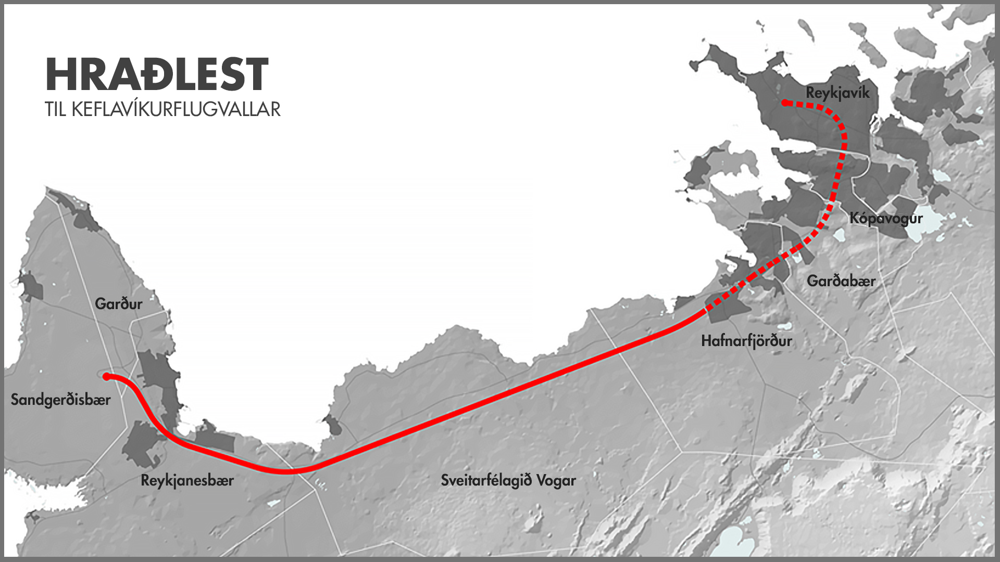 HRAÐLEST
TIL KEFLAVÍKURFLUGVALLAR
Reykjavík
Kópavogur
Garðabær
Garður
Hafnarfjörður
Sandgerðisbær
Reykjanesbær
Sveitarfélagið Vogar